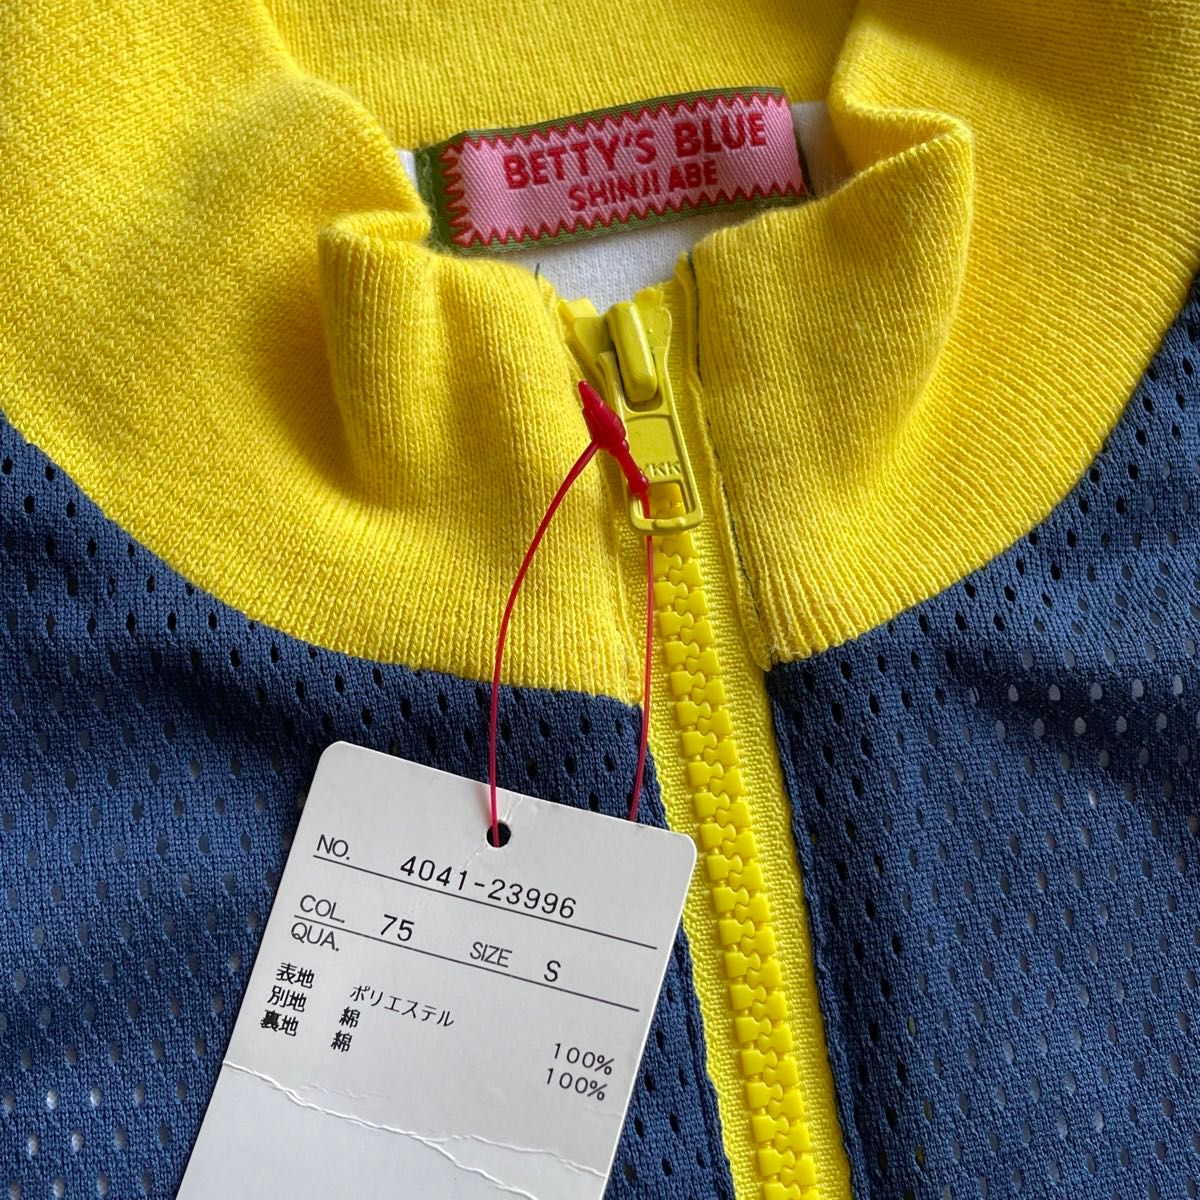 BETTY'S BLUE
SHINJI ABE
YKK
NO. 4041-23996
COL. 75 SIZE S
QUA.
表地 ポリエステル
別地 綿 100%
裏地 綿 100%